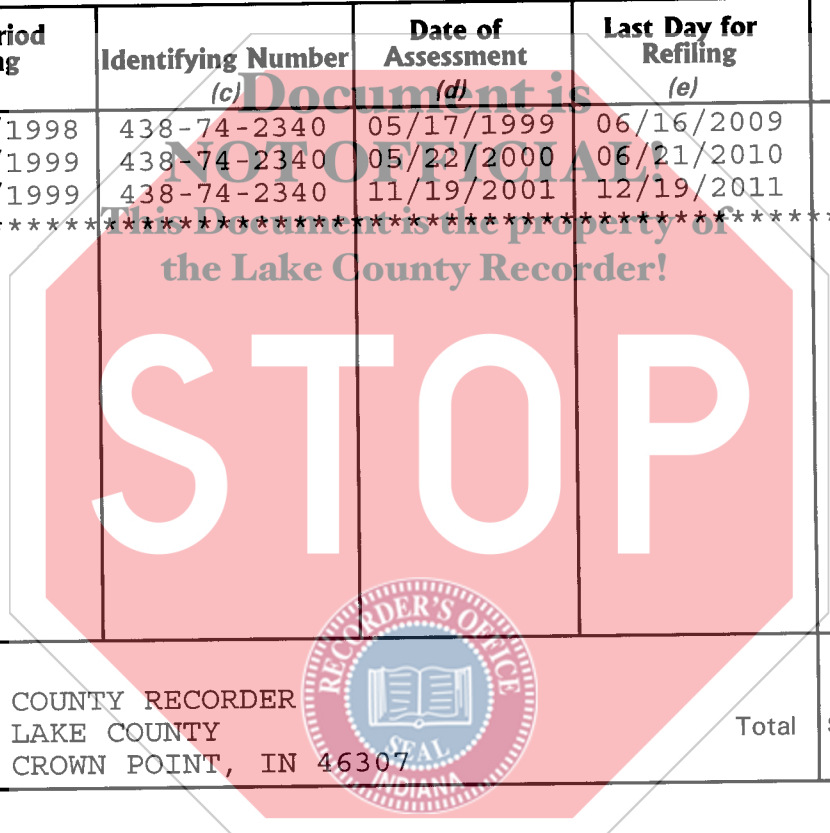 riod Date of Last Day for
ng Identifying Number Assessment Refiling
(c) (d) (e)
Document is
/1998 438-74-2340 05/17/1999 06/16/2009
NOT OFFICIAL!
/1999 438-74-2340 05/22/2000 06/21/2010
/1999 438-74-2340 11/19/2001 12/19/2011
This Document is the property of
the Lake County Recorder!
STOP
RECORDER'S OFFICE
SEAL
INDIANA
COUNTY RECORDER
LAKE COUNTY Total
CROWN POINT, IN 46307